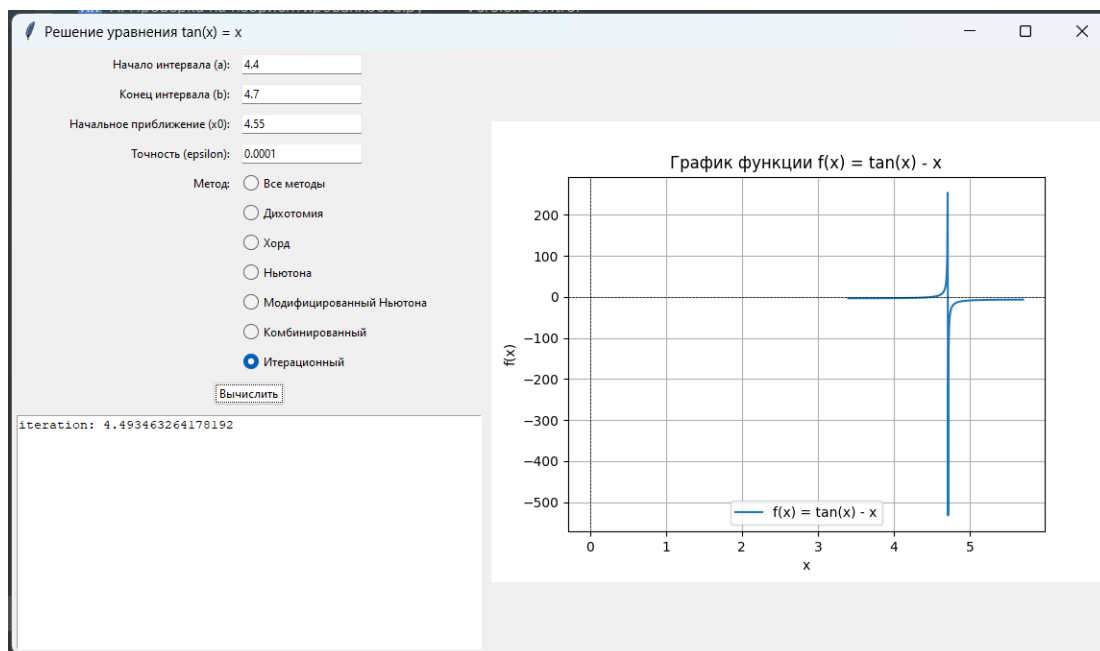 Решение уравнения tan(x) = x
Начало интервала (a): 4.4
Конец интервала (b): 4.7
Начальное приближение (x0): 4.55
Точность (epsilon): 0.0001
Метод: Все методы
Дихотомия
Хорд
Ньютона
Модифицированный Ньютона
Комбинированный
Итерационный
Вычислить
iteration: 4.493463264178192
График функции f(x) = tan(x) - x
200
100
0
−100
−200
−300
−400
−500
f(x)
f(x) = tan(x) - x
0 1 2 3 4 5
x